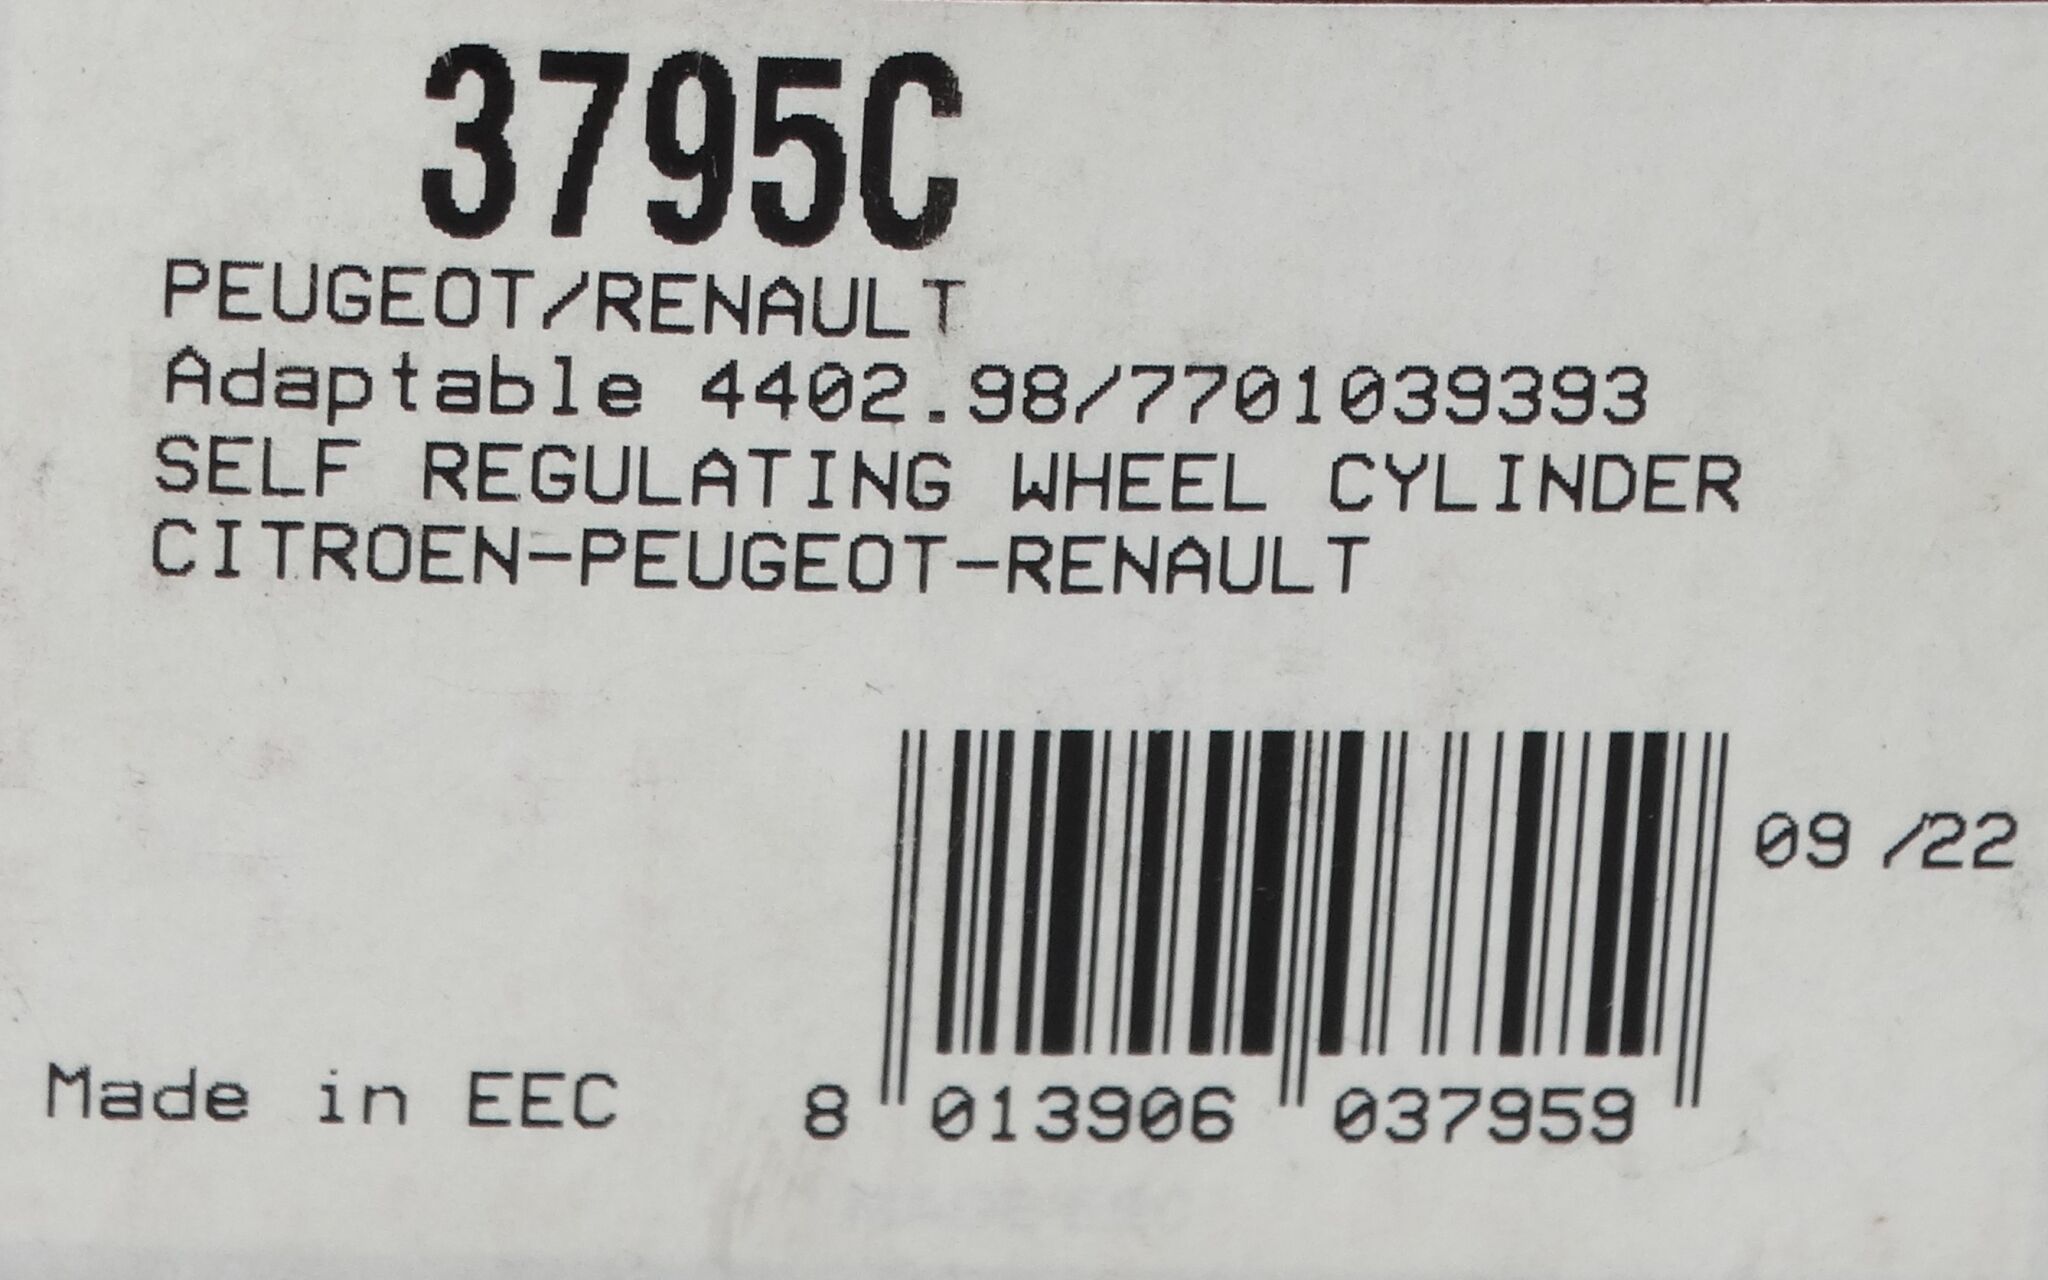 3795C
PEUGEOT/RENAULT
Adaptable 4402.98/7701039393
SELF REGULATING WHEEL CYLINDER
CITROEN-PEUGEOT-RENAULT
09 /22
Made in EEC
8 013906 037959